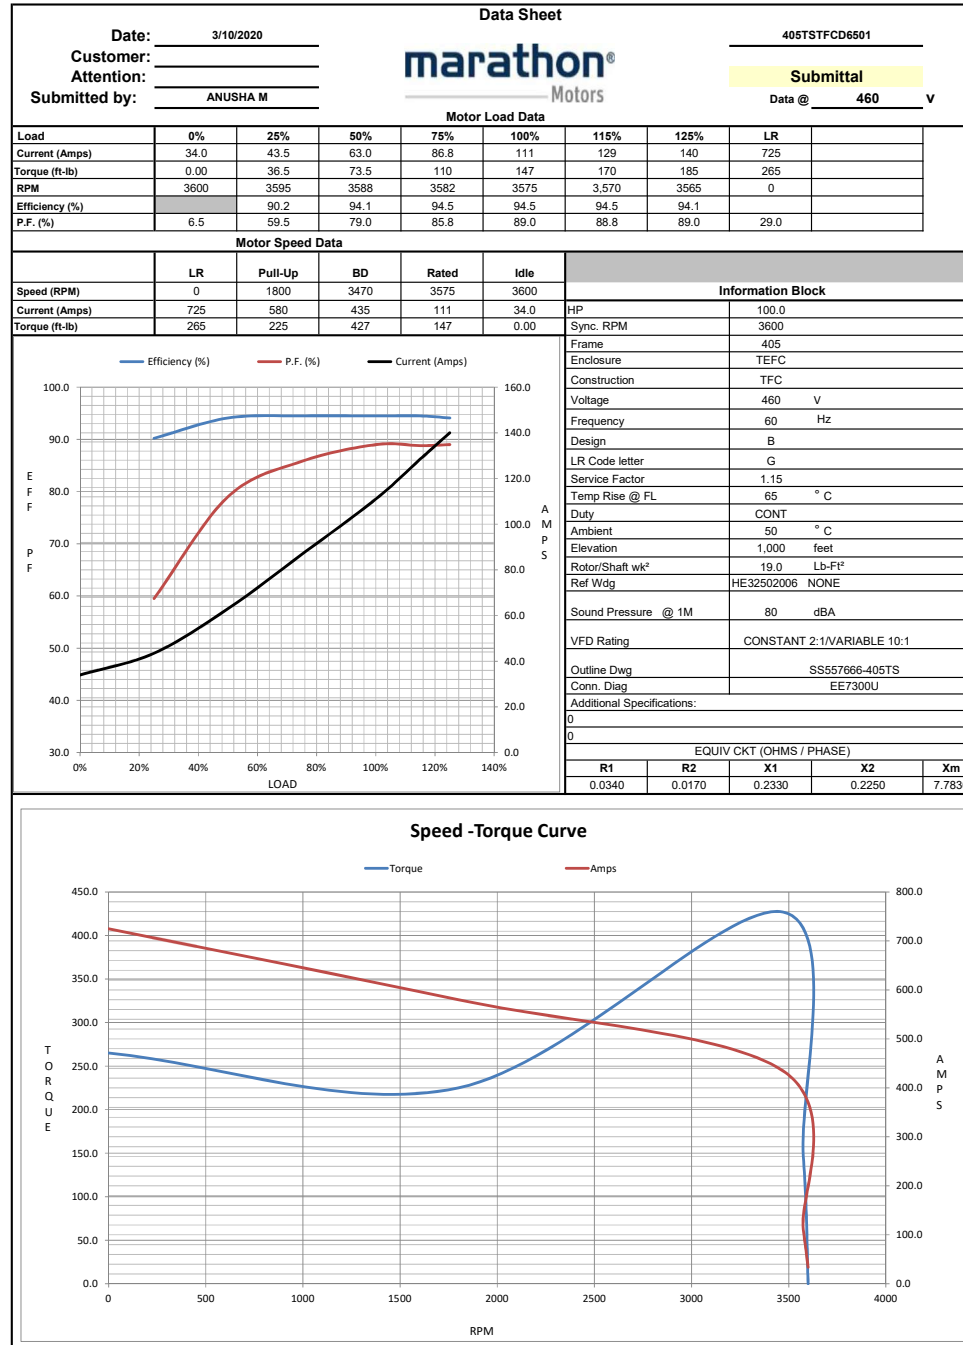 Data Sheet
Date: 3/10/2020
405TSTFCD6501
Customer:
Attention:
Submitted by: ANUSHA M
marathon®
Motors
Submittal
Data @ 460 V
Motor Load Data
Load 0% 25% 50% 75% 100% 115% 125% LR
Current (Amps) 34.0 43.5 63.0 86.8 111 129 140 725
Torque (ft-lb) 0.00 36.5 73.5 110 147 170 185 265
RPM 3600 3595 3588 3582 3575 3,570 3565 0
Efficiency (%) 90.2 94.1 94.5 94.5 94.5 94.1
P.F. (%) 6.5 59.5 79.0 85.8 89.0 88.8 89.0 29.0
Motor Speed Data
LR Pull-Up BD Rated Idle
Speed (RPM) 0 1800 3470 3575 3600
Current (Amps) 725 580 435 111 34.0
Torque (ft-lb) 265 225 427 147 0.00
Information Block
HP 100.0
Sync. RPM 3600
Frame 405
Enclosure TEFC
Construction TFC
Voltage 460 V
Frequency 60 Hz
Design B
LR Code letter G
Service Factor 1.15
Temp Rise @ FL 65 ° C
Duty CONT
Ambient 50 ° C
Elevation 1,000 feet
Rotor/Shaft wk² 19.0 Lb-Ft²
Ref Wdg HE32502006 NONE
Sound Pressure @ 1M 80 dBA
VFD Rating CONSTANT 2:1/VARIABLE 10:1
Outline Dwg SS557666-405TS
Conn. Diag EE7300U
Additional Specifications:
0
0
EQUIV CKT (OHMS / PHASE)
R1 R2 X1 X2 Xm
0.0340 0.0170 0.2330 0.2250 7.783
Efficiency (%) P.F. (%) Current (Amps)
100.0
90.0
80.0
70.0
60.0
50.0
40.0
30.0
EFF PF
160.0
140.0
120.0
100.0
80.0
60.0
40.0
20.0
0.0
AMPS
0% 20% 40% 60% 80% 100% 120% 140%
LOAD
Speed -Torque Curve
Torque Amps
450.0
400.0
350.0
300.0
250.0
200.0
150.0
100.0
50.0
0.0
TORQUE
800.0
700.0
600.0
500.0
400.0
300.0
200.0
100.0
0.0
AMPS
0 500 1000 1500 2000 2500 3000 3500 4000
RPM